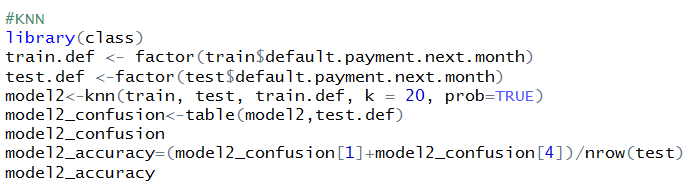 #KNN
library(class)
train.def <- factor(train$default.payment.next.month)
test.def <-factor(test$default.payment.next.month)
model2<-knn(train, test, train.def, k = 20, prob=TRUE)
model2_confusion<-table(model2,test.def)
model2_confusion
model2_accuracy=(model2_confusion[1]+model2_confusion[4])/nrow(test)
model2_accuracy